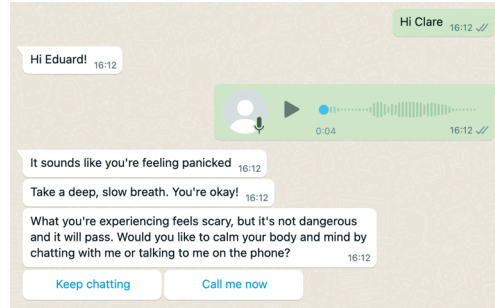 Hi Clare
16:12
Hi Eduard!
16:12
0:04
16:12
It sounds like you're feeling panicked
16:12
Take a deep, slow breath. You're okay!
16:12
What you're experiencing feels scary, but it's not dangerous
and it will pass. Would you like to calm your body and mind by
chatting with me or talking to me on the phone?
16:12
Keep chatting
Call me now